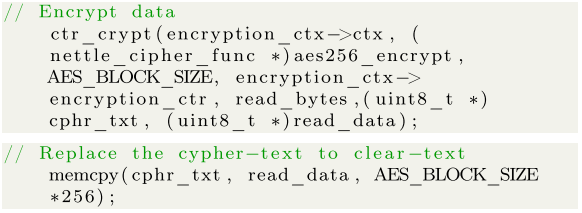 // Encrypt data
ctr_crypt(encryption_ctx->ctx, (
nettle_cipher_func *)aes256_encrypt,
AES_BLOCK_SIZE, encryption_ctx->
encryption_ctr, read_bytes,(uint8_t *)
cphr_txt, (uint8_t *)read_data);
// Replace the cypher-text to clear-text
memcpy(cphr_txt, read_data, AES_BLOCK_SIZE
*256);